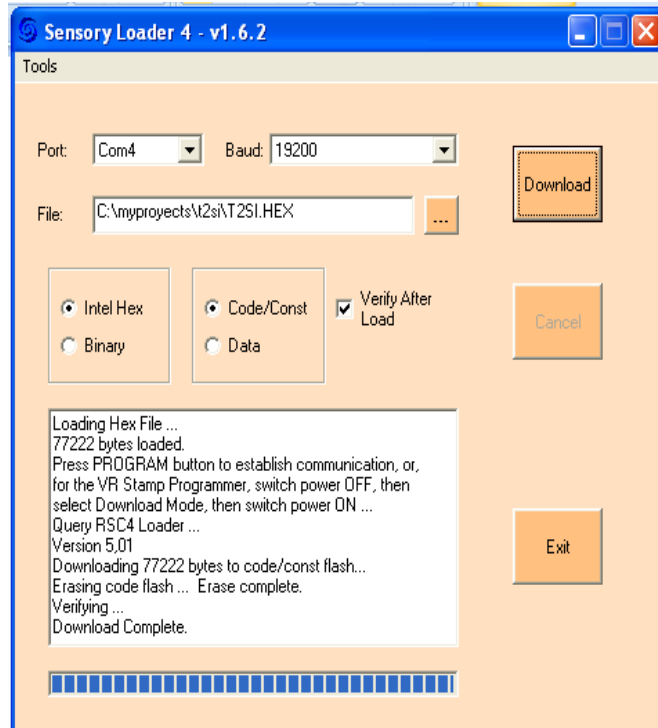 Sensory Loader 4 - v1.6.2
Tools
Port: Com4 Baud: 19200
Download
File: C:\myproyects\t2si\T2SI.HEX ...
Intel Hex
Binary
Code/Const
Data
Verify After
Load
Cancel
Loading Hex File ...
77222 bytes loaded.
Press PROGRAM button to establish communication, or,
for the VR Stamp Programmer, switch power OFF, then
select Download Mode, then switch power ON ...
Query RSC4 Loader ...
Version 5,01
Downloading 77222 bytes to code/const flash...
Erasing code flash ... Erase complete.
Verifying ...
Download Complete.
Exit